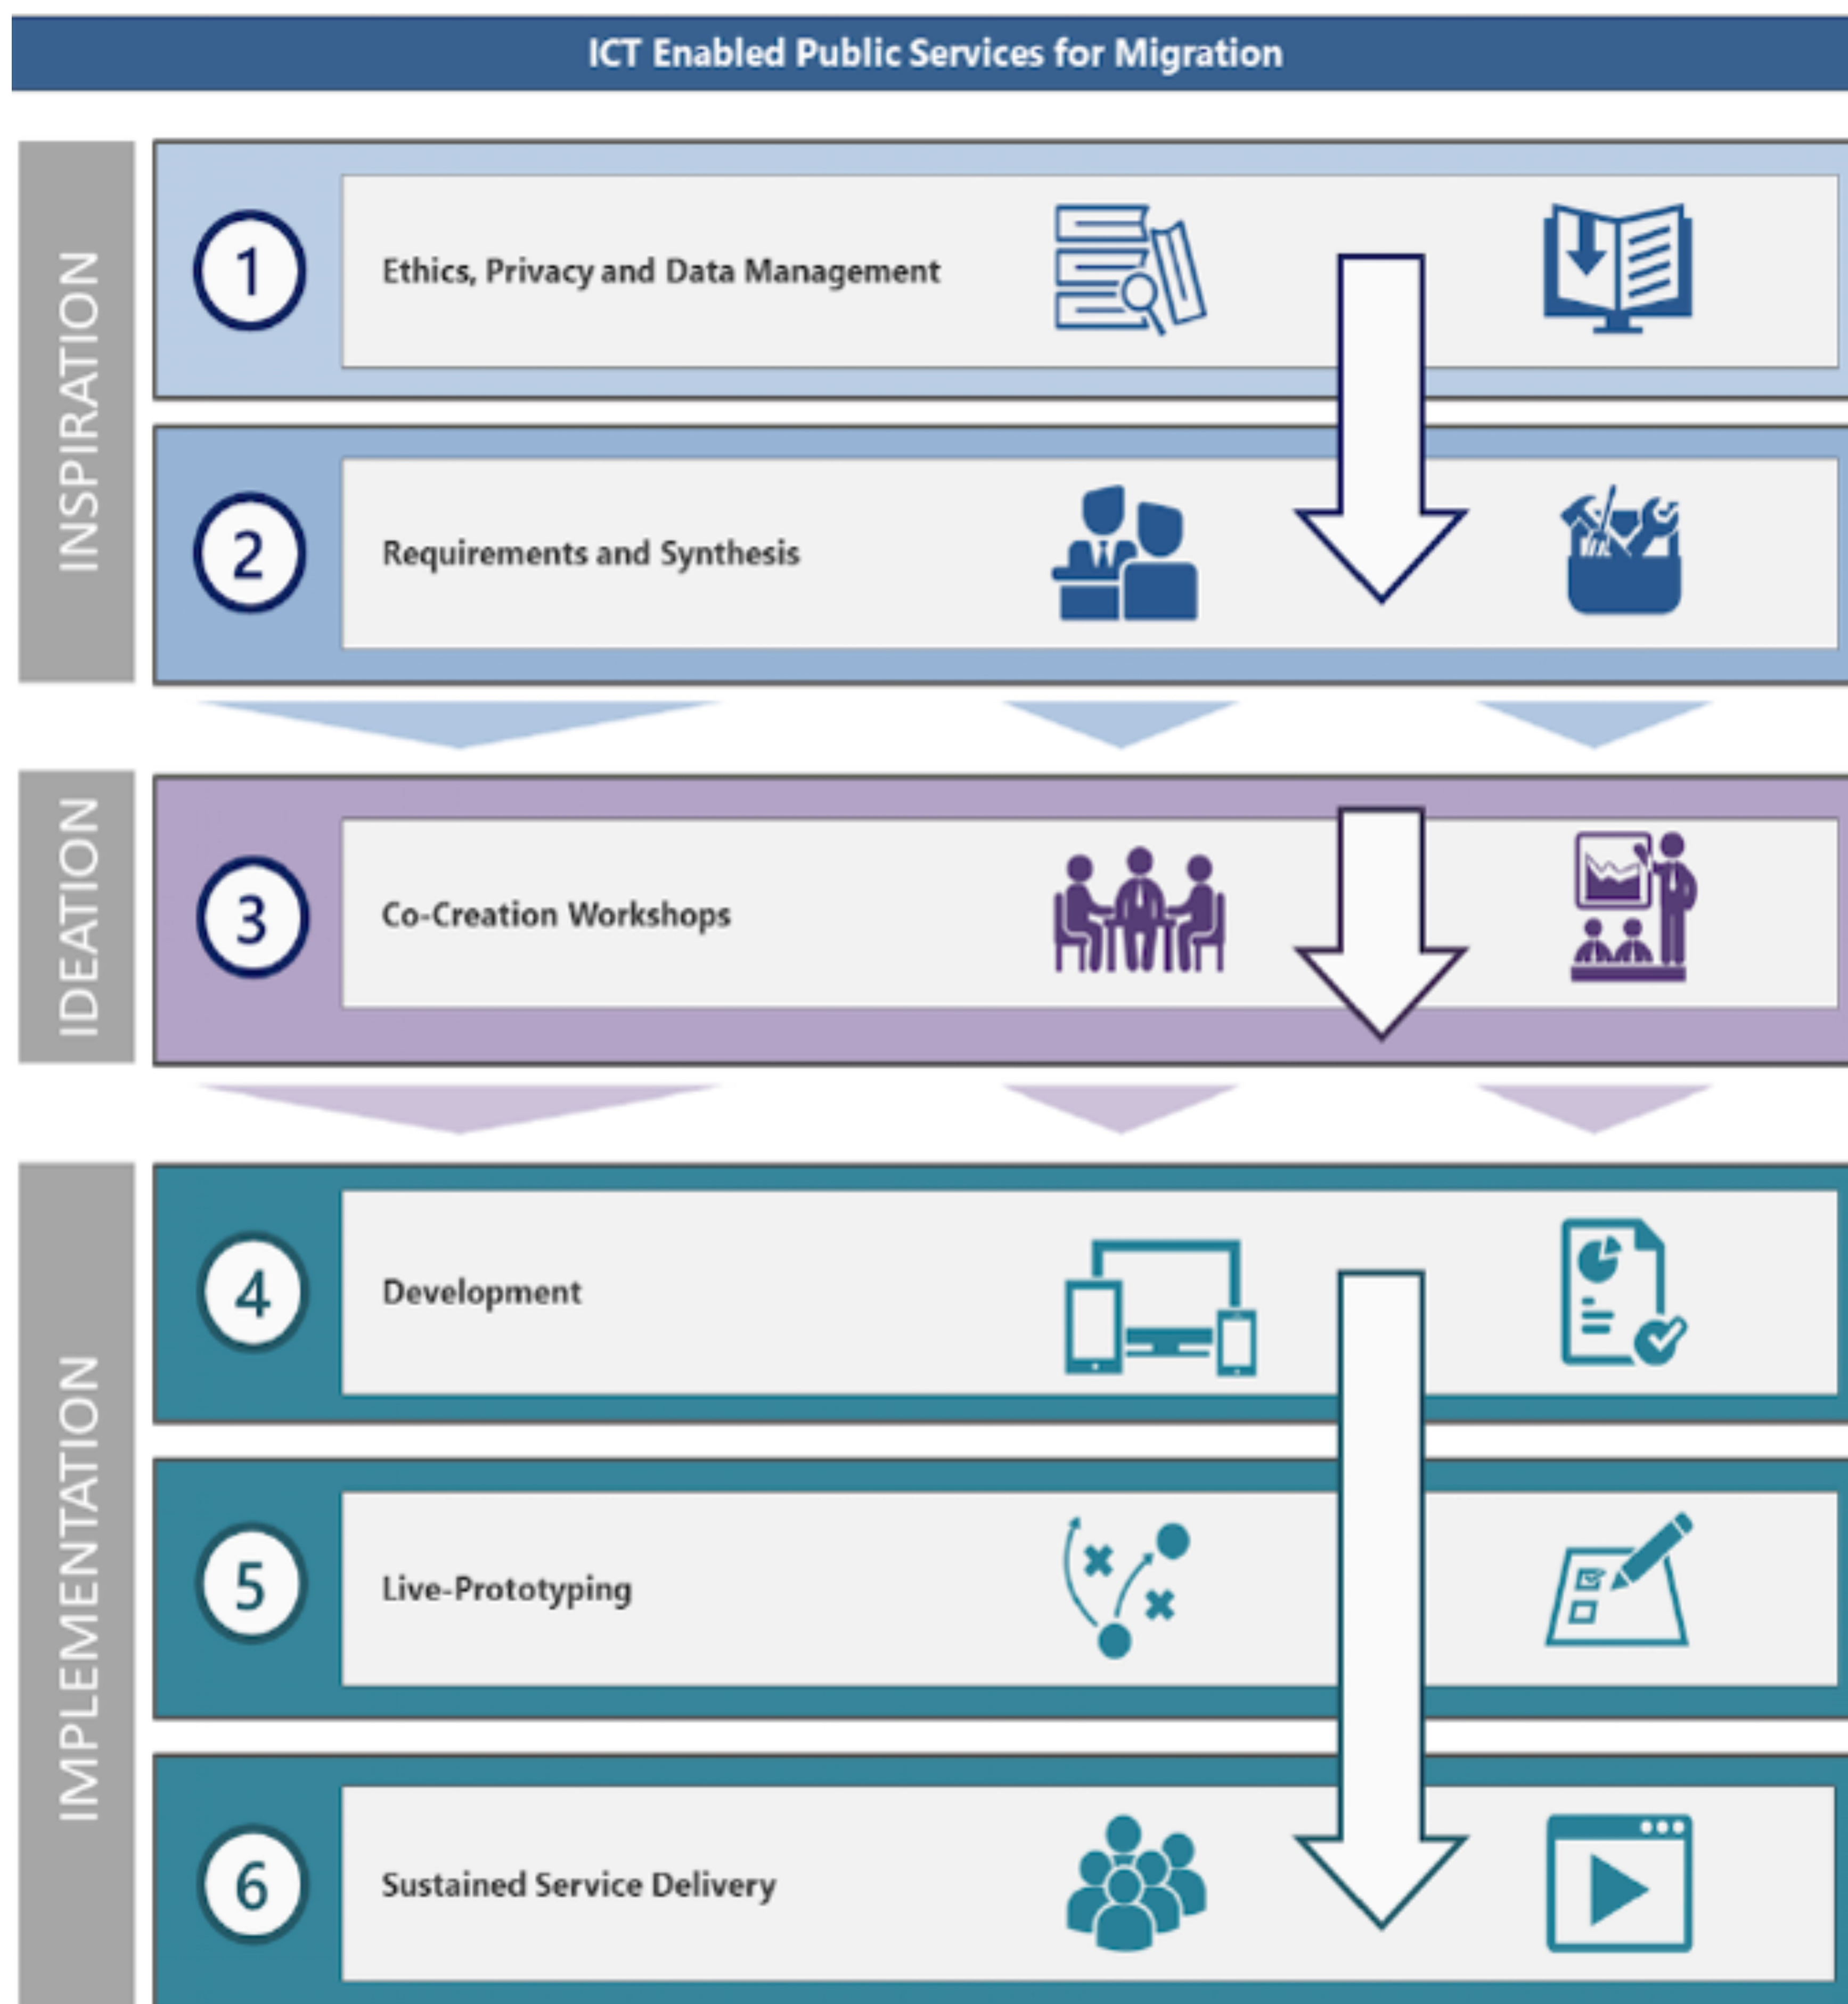 ICT Enabled Public Services for Migration
INSPIRATION
1
Ethics, Privacy and Data Management
2
Requirements and Synthesis
IDEATION
3
Co-Creation Workshops
IMPLEMENTATION
4
Development
5
Live-Prototyping
6
Sustained Service Delivery